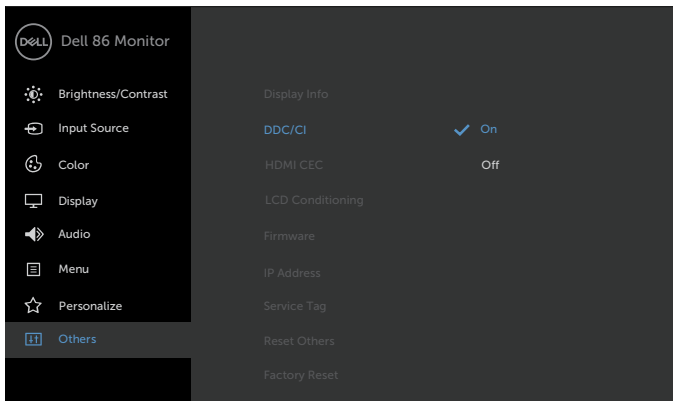 DELL Dell 86 Monitor
Brightness/Contrast
Input Source
Color
Display
Audio
Menu
Personalize
Others
Display Info
DDC/CI On
HDMI CEC Off
LCD Conditioning
Firmware
IP Address
Service Tag
Reset Others
Factory Reset